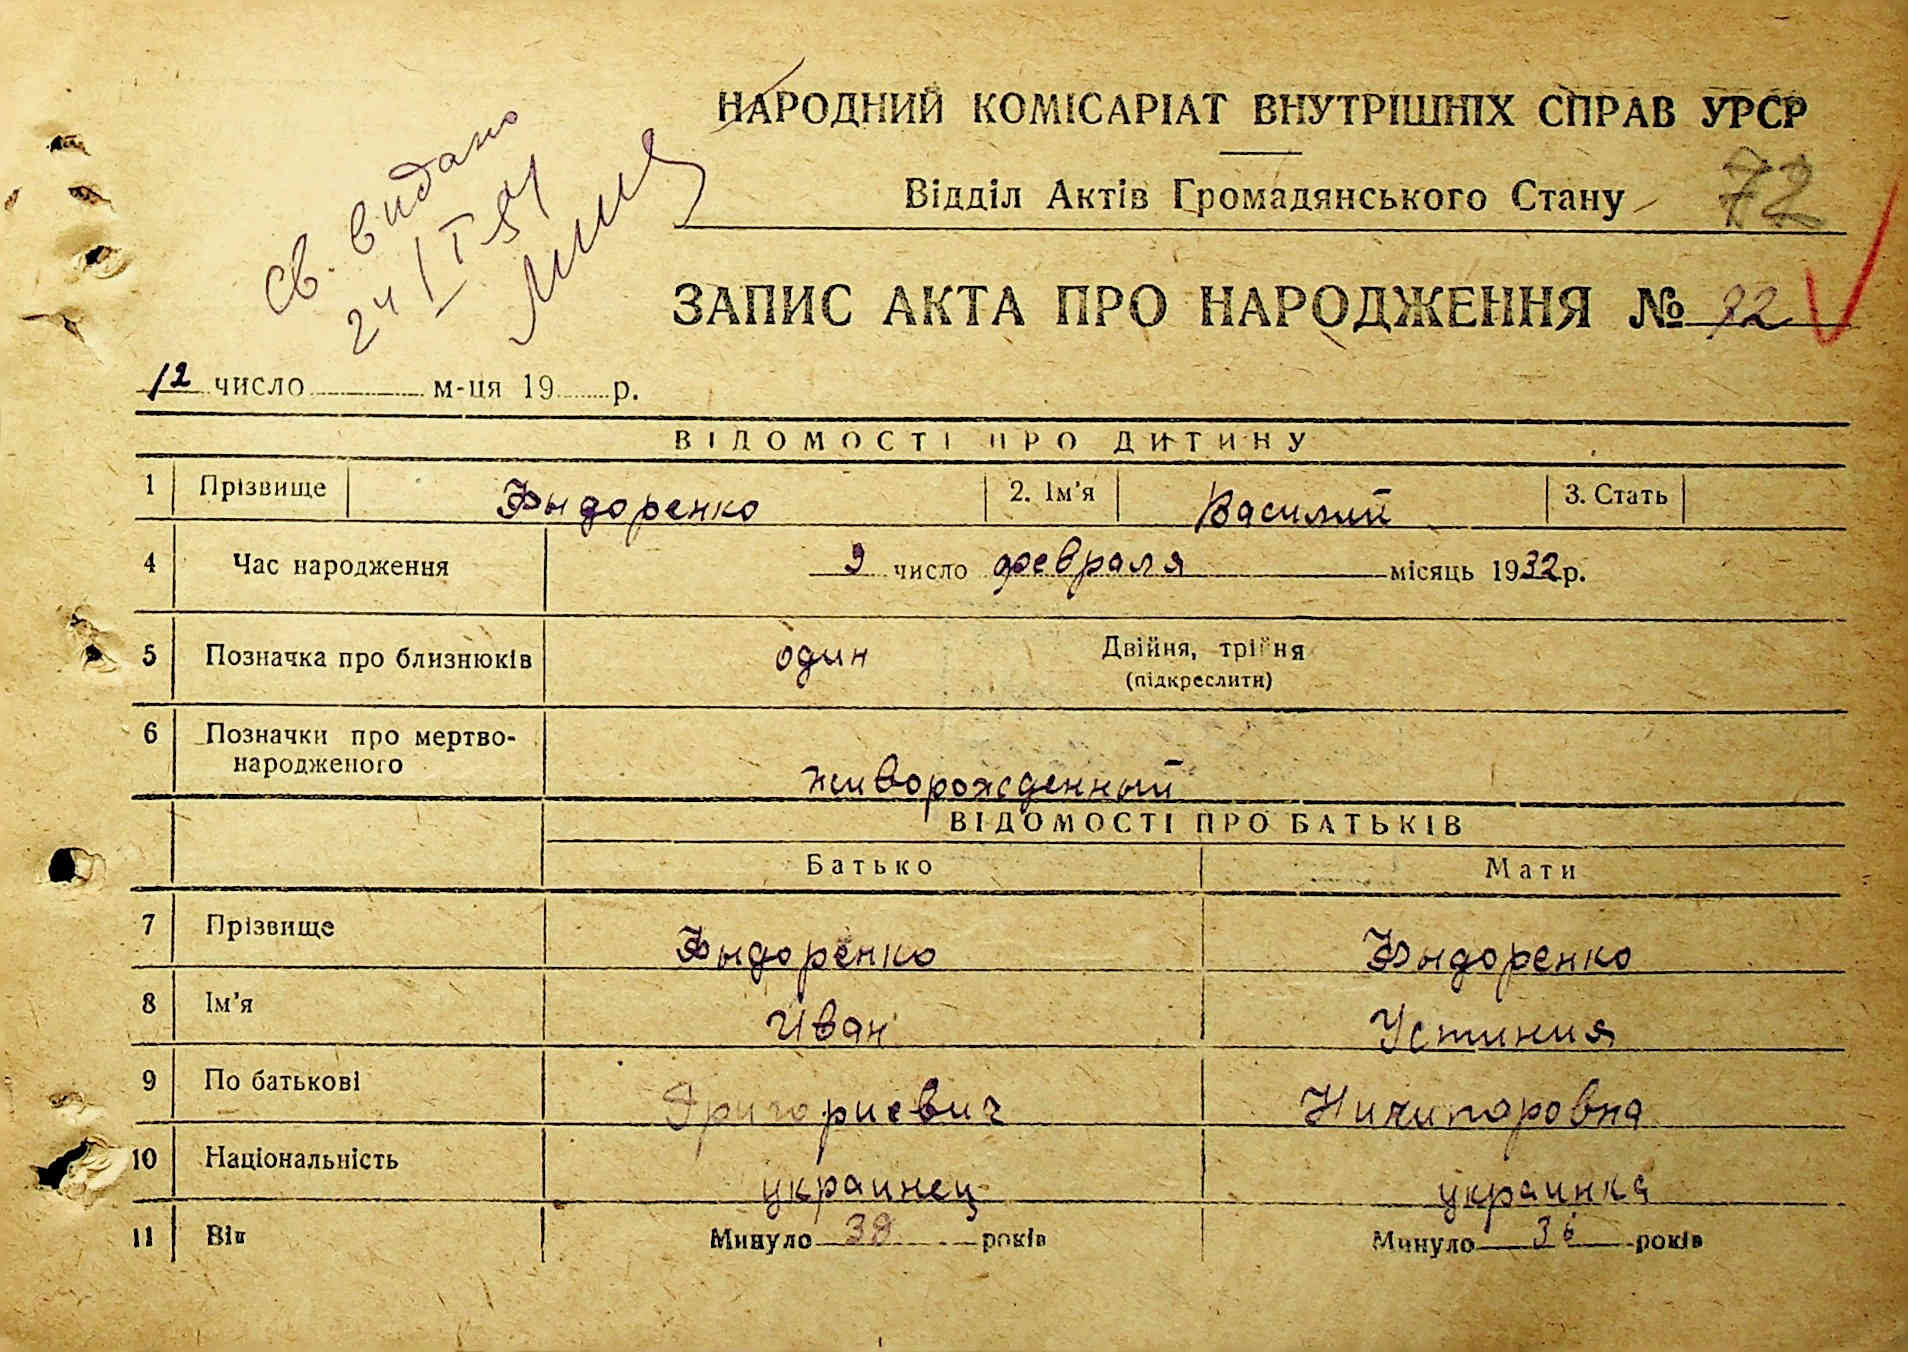 св. видано
24/I 51
НАРОДНИЙ КОМІСАРІАТ ВНУТРІШНІХ СПРАВ УРСР
Відділ Актів Громадянського Стану 72
ЗАПИС АКТА ПРО НАРОДЖЕННЯ № 92
12 число м-ця 19 р.
ВІДОМОСТІ ПРО ДИТИНУ
1 Прізвище Фыдоренко 2. Ім'я Василий 3. Стать
4 Час народження 9 число февраля місяць 1932 р.
5 Позначка про близнюків один Двійня, трійня
(підкреслити)
6 Позначки про мертво-
народженого живорожденный
ВІДОМОСТІ ПРО БАТЬКІВ
Батько Мати
7 Прізвище Фыдоренко Фыдоренко
8 Ім'я Иван Устиния
9 По батькові Григориевич Ничипоровна
10 Національність украинец украинка
11 Вік Минуло 38 років Минуло 36 років